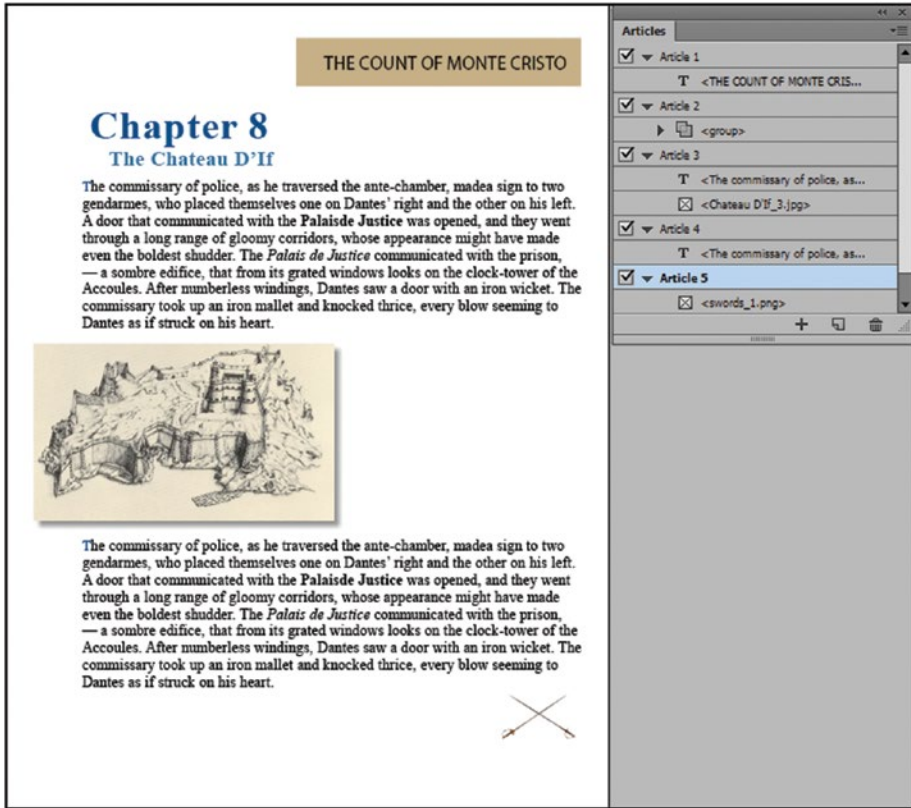 THE COUNT OF MONTE CRISTO
Chapter 8
The Chateau D'If
The commissary of police, as he traversed the ante-chamber, madea sign to two
gendarmes, who placed themselves one on Dantes' right and the other on his left.
A door that communicated with the Palaisde Justice was opened, and they went
through a long range of gloomy corridors, whose appearance might have made
even the boldest shudder. The Palais de Justice communicated with the prison,
— a sombre edifice, that from its grated windows looks on the clock-tower of the
Accoules. After numberless windings, Dantes saw a door with an iron wicket. The
commissary took up an iron mallet and knocked thrice, every blow seeming to
Dantes as if struck on his heart.
The commissary of police, as he traversed the ante-chamber, madea sign to two
gendarmes, who placed themselves one on Dantes' right and the other on his left.
A door that communicated with the Palaisde Justice was opened, and they went
through a long range of gloomy corridors, whose appearance might have made
even the boldest shudder. The Palais de Justice communicated with the prison,
— a sombre edifice, that from its grated windows looks on the clock-tower of the
Accoules. After numberless windings, Dantes saw a door with an iron wicket. The
commissary took up an iron mallet and knocked thrice, every blow seeming to
Dantes as if struck on his heart.
Articles
Article 1
T <THE COUNT OF MONTE CRIS...
Article 2
<group>
Article 3
T <The commissary of police, as...
<Chateau D'If_3.jpg>
Article 4
T <The commissary of police, as...
Article 5
<swords_1.png>